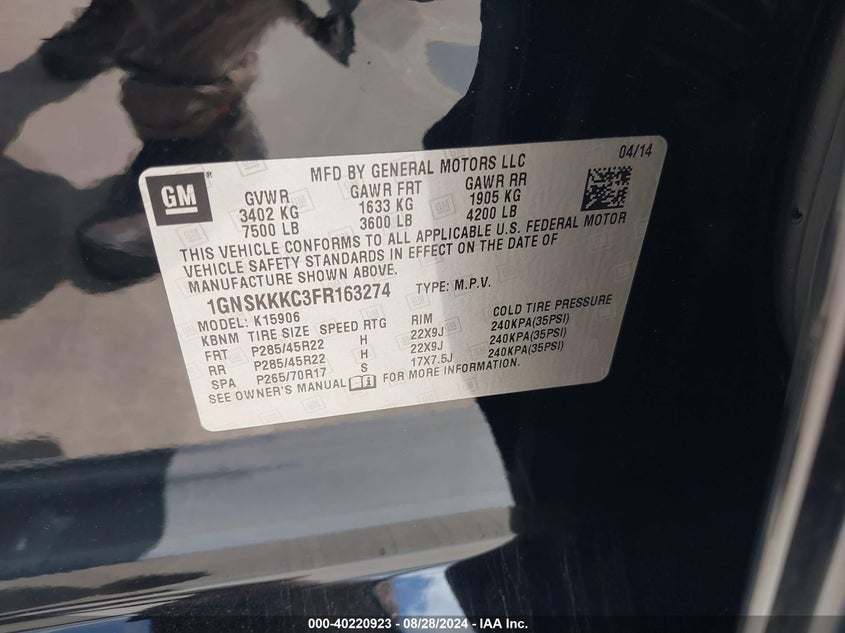 MFD BY GENERAL MOTORS LLC
04/14
GM
GVWR GAWR FRT GAWR RR
3402 KG 1633 KG 1905 KG
7500 LB 3600 LB 4200 LB
THIS VEHICLE CONFORMS TO ALL APPLICABLE U.S. FEDERAL MOTOR
VEHICLE SAFETY STANDARDS IN EFFECT ON THE DATE OF
MANUFACTURE SHOWN ABOVE.
1GNSKKKC3FR163274 TYPE: M.P.V.
MODEL: K15906
KBNM TIRE SIZE SPEED RTG RIM COLD TIRE PRESSURE
FRT P285/45R22 H 22X9J 240KPA(35PSI)
RR P285/45R22 H 22X9J 240KPA(35PSI)
SPA P265/70R17 S 17X7.5J 240KPA(35PSI)
SEE OWNER'S MANUAL i FOR MORE INFORMATION.
000-40220923 - 08/28/2024 - IAA Inc.